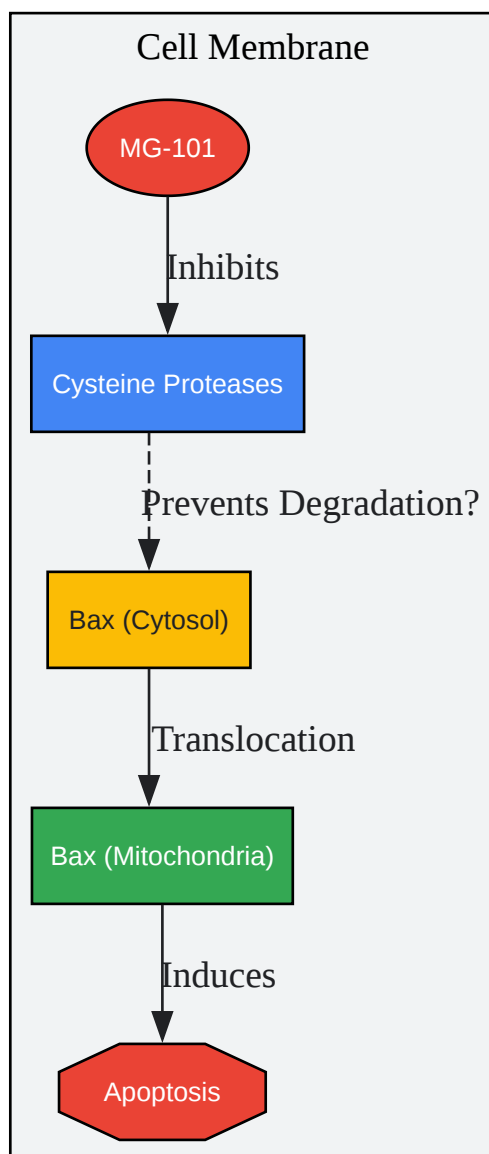 Cell Membrane
MG-101
Inhibits
Cysteine Proteases
Prevents Degradation?
Bax (Cytosol)
Translocation
Bax (Mitochondria)
Induces
Apoptosis